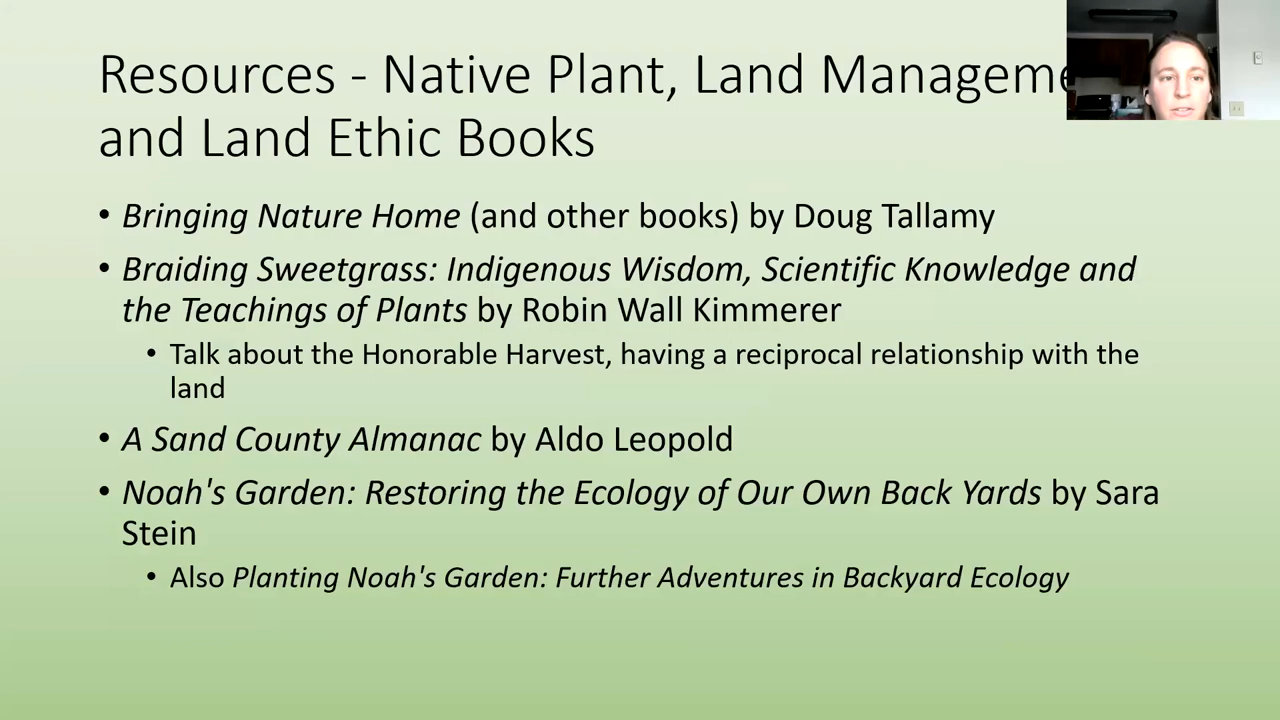 Resources - Native Plant, Land Manageme
and Land Ethic Books
• Bringing Nature Home (and other books) by Doug Tallamy
• Braiding Sweetgrass: Indigenous Wisdom, Scientific Knowledge and
the Teachings of Plants by Robin Wall Kimmerer
• Talk about the Honorable Harvest, having a reciprocal relationship with the
land
• A Sand County Almanac by Aldo Leopold
• Noah's Garden: Restoring the Ecology of Our Own Back Yards by Sara
Stein
• Also Planting Noah's Garden: Further Adventures in Backyard Ecology